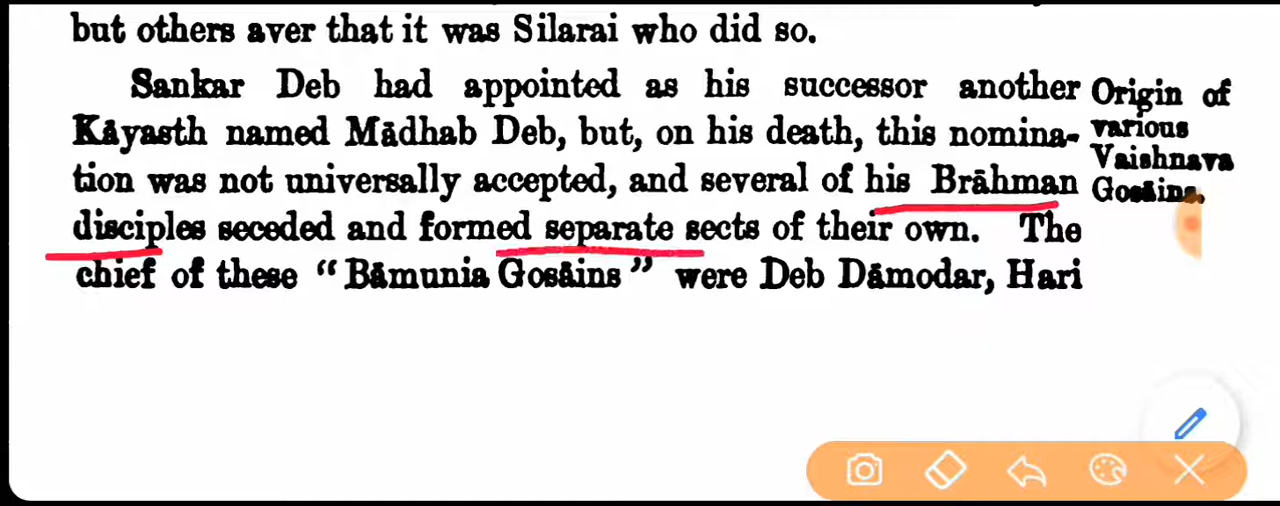 but others aver that it was Silarai who did so.
Sankar Deb had appointed as his successor another
Kāyasth named Mādhab Deb, but, on his death, this nomina-
tion was not universally accepted, and several of his Brāhman
disciples seceded and formed separate sects of their own. The
chief of these “Bāmunia Gosāins” were Deb Dāmodar, Hari
Origin of
various
Vaishnava
Gosāins.